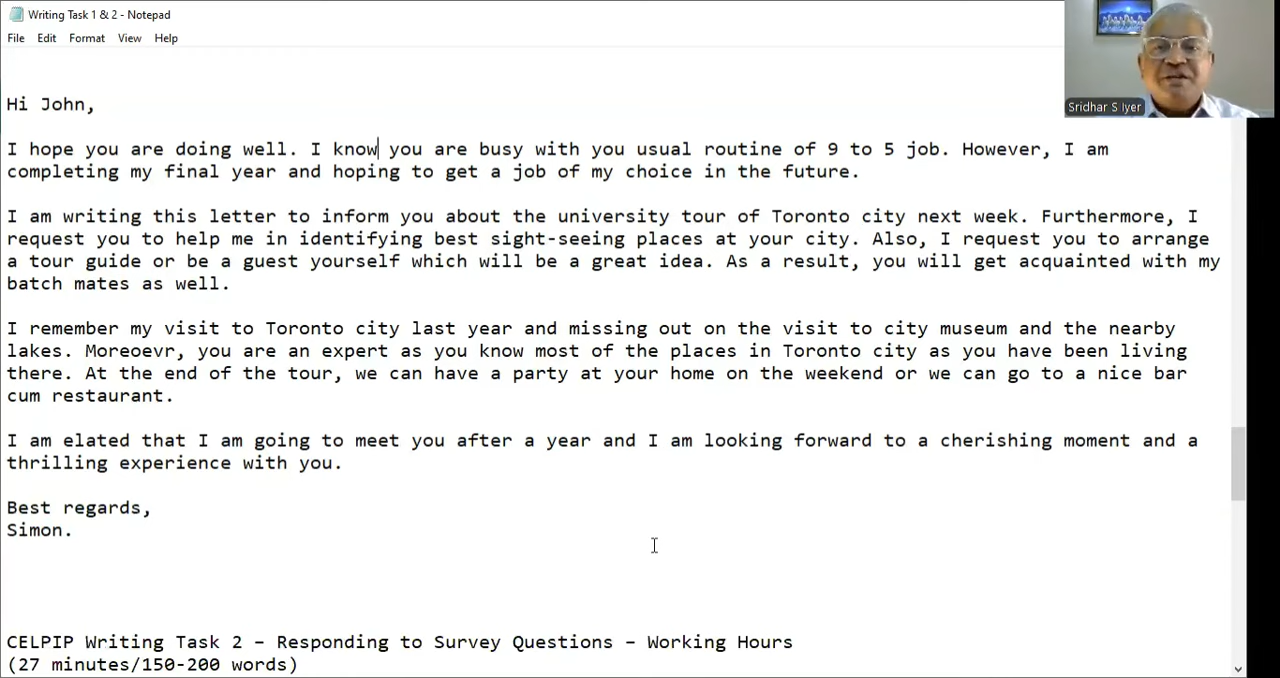 Writing Task 1 & 2 - Notepad
File Edit Format View Help
Sridhar S Iyer
Hi John,
I hope you are doing well. I know you are busy with you usual routine of 9 to 5 job. However, I am
completing my final year and hoping to get a job of my choice in the future.
I am writing this letter to inform you about the university tour of Toronto city next week. Furthermore, I
request you to help me in identifying best sight-seeing places at your city. Also, I request you to arrange
a tour guide or be a guest yourself which will be a great idea. As a result, you will get acquainted with my
batch mates as well.
I remember my visit to Toronto city last year and missing out on the visit to city museum and the nearby
lakes. Moreoevr, you are an expert as you know most of the places in Toronto city as you have been living
there. At the end of the tour, we can have a party at your home on the weekend or we can go to a nice bar
cum restaurant.
I am elated that I am going to meet you after a year and I am looking forward to a cherishing moment and a
thrilling experience with you.
Best regards,
Simon.
CELPIP Writing Task 2 – Responding to Survey Questions – Working Hours
(27 minutes/150-200 words)